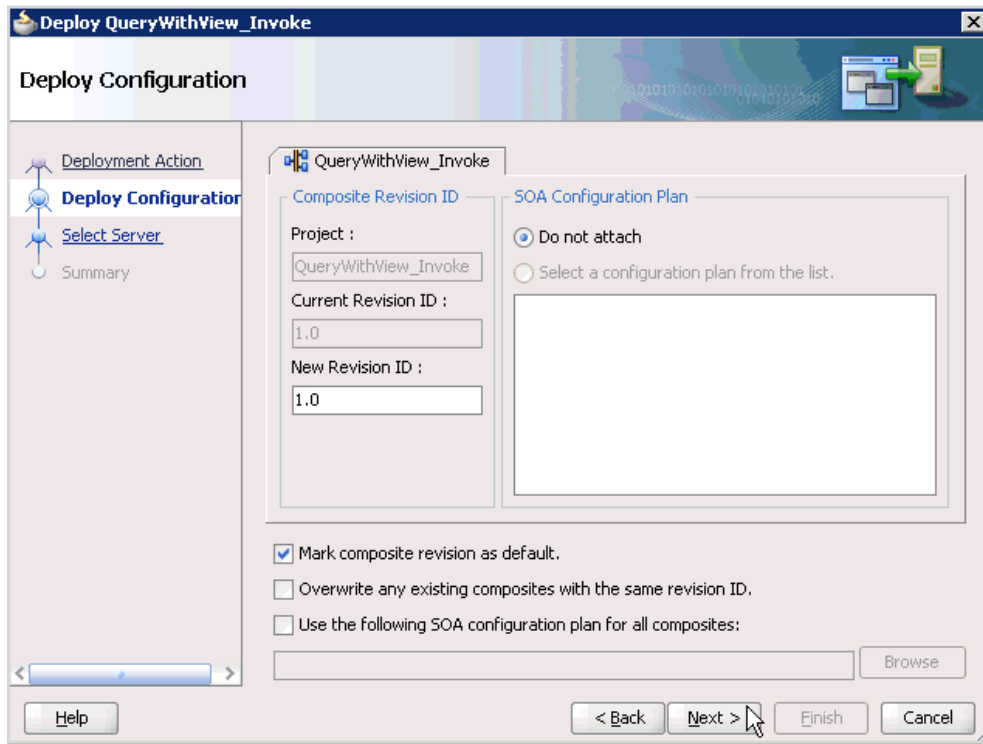 Deploy QueryWithView_Invoke
Deploy Configuration
Deployment Action
Deploy Configuration
Select Server
Summary
QueryWithView_Invoke
Composite Revision ID
Project :
QueryWithView_Invoke
Current Revision ID :
1.0
New Revision ID :
1.0
SOA Configuration Plan
Do not attach
Select a configuration plan from the list.
Mark composite revision as default.
Overwrite any existing composites with the same revision ID.
Use the following SOA configuration plan for all composites:
Browse
Help
< Back
Next >
Finish
Cancel